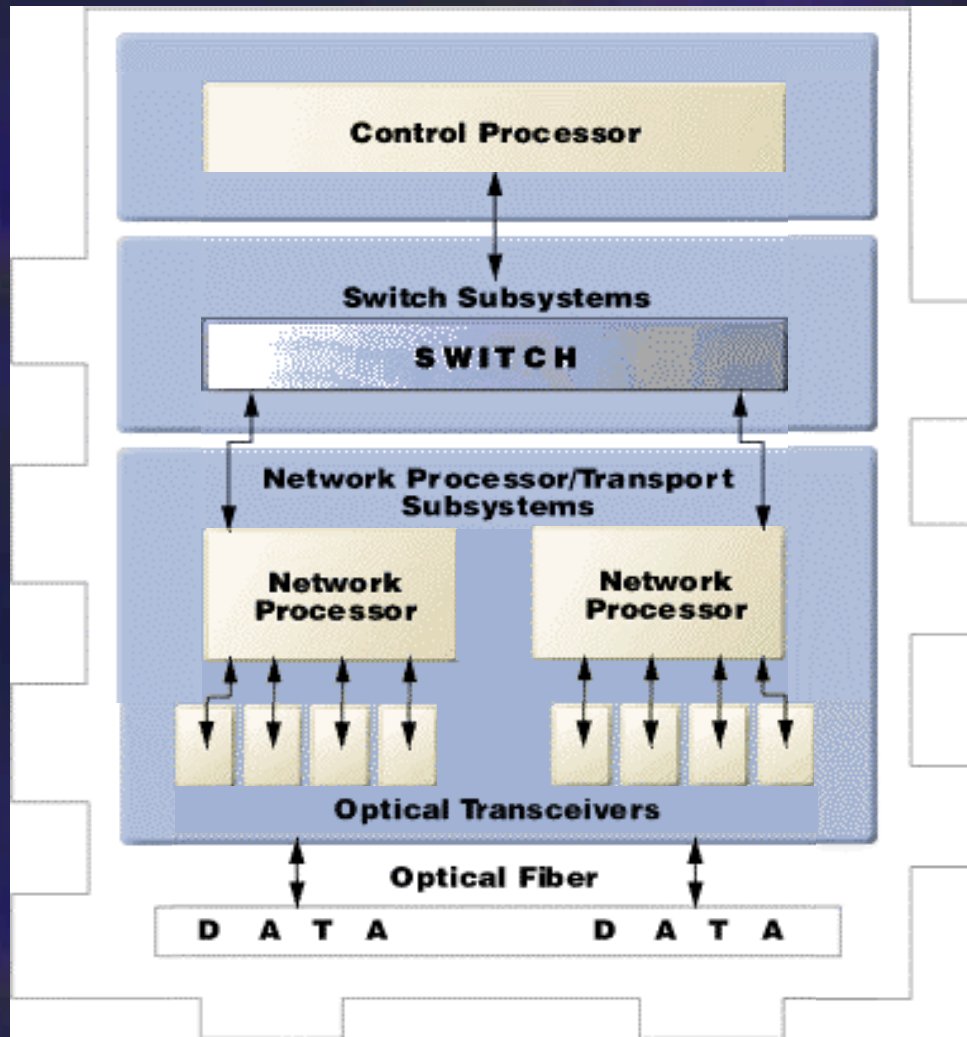 Control Processor
Switch Subsystems
SWITCH
Network Processor/Transport
Subsystems
Network
Processor
Network
Processor
Optical Transceivers
Optical Fiber
DATA
DATA